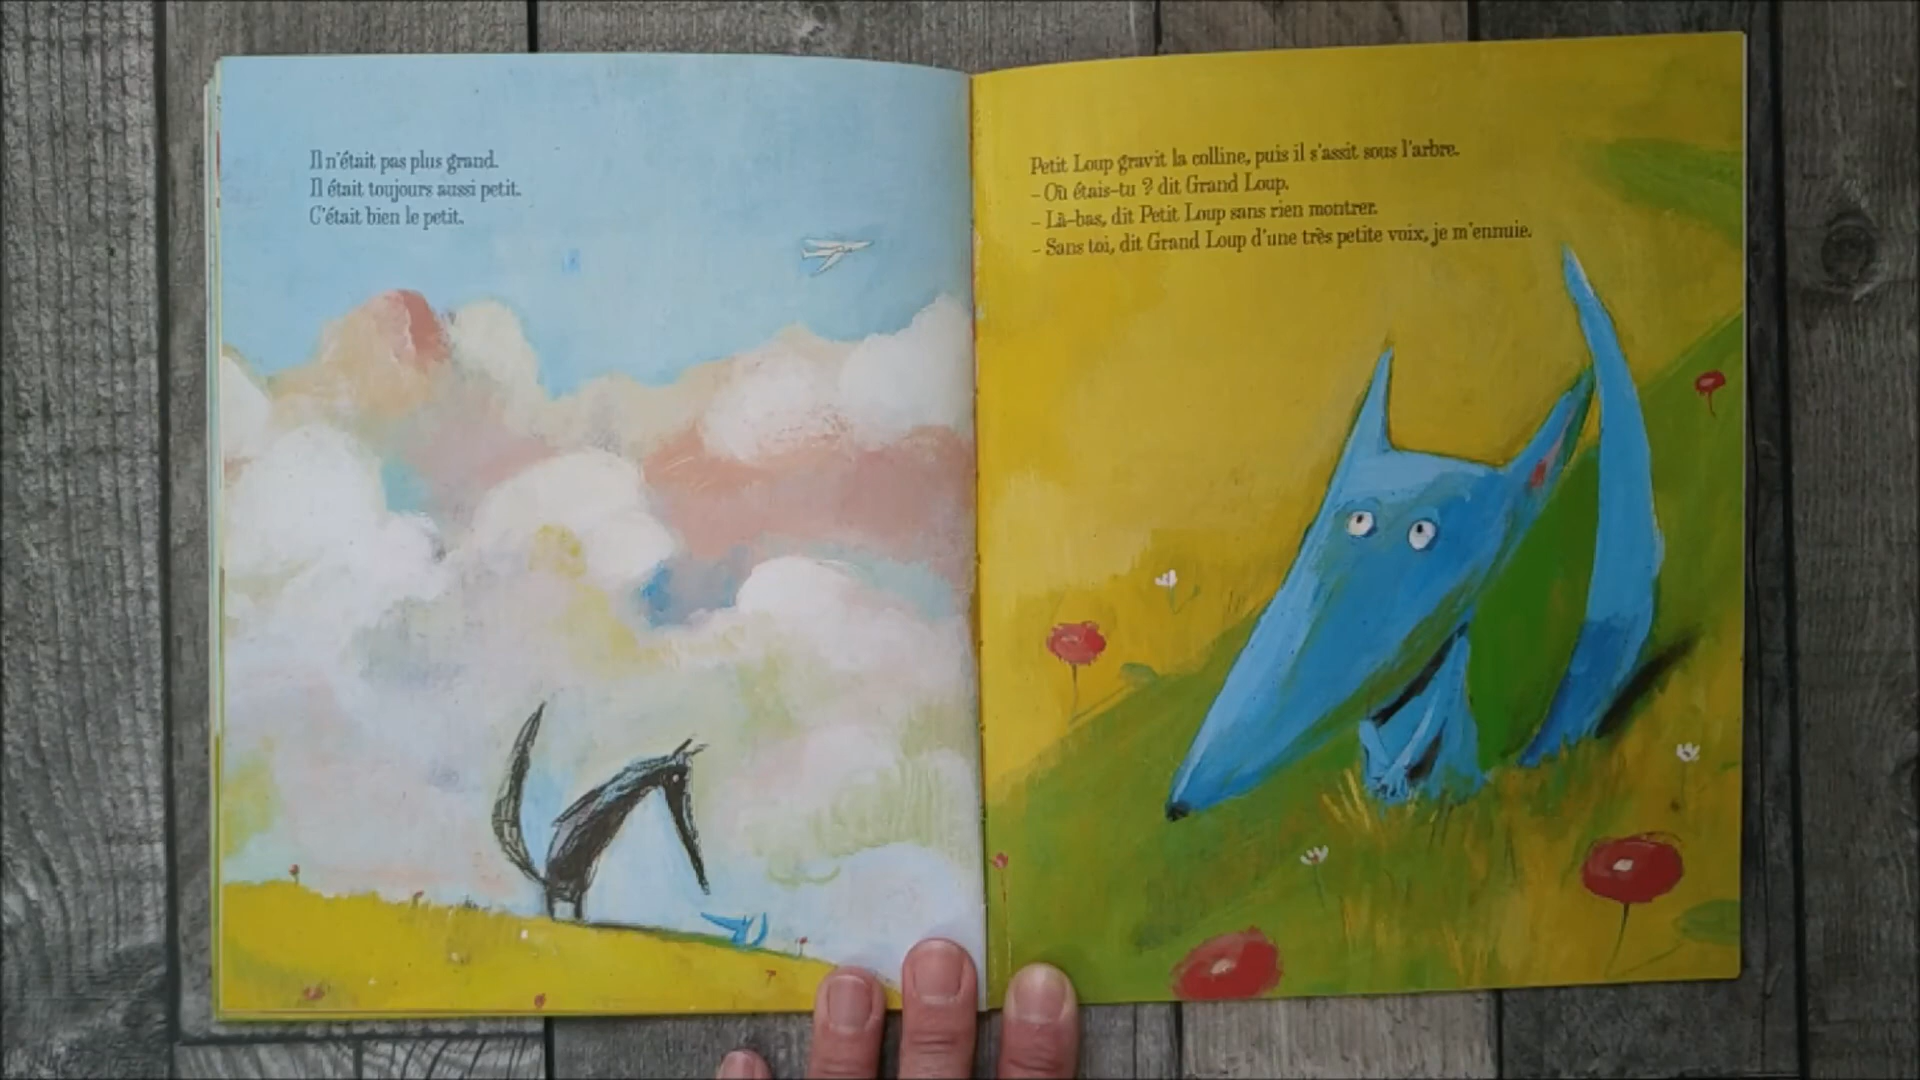 Il n'était pas plus grand.
Il était toujours aussi petit.
C'était bien le petit.
Petit Loup gravit la colline, puis il s'assit sous l'arbre.
– Où étais-tu ? dit Grand Loup.
– Là-bas, dit Petit Loup sans rien montrer.
– Sans toi, dit Grand Loup d'une très petite voix, je m'ennuie.